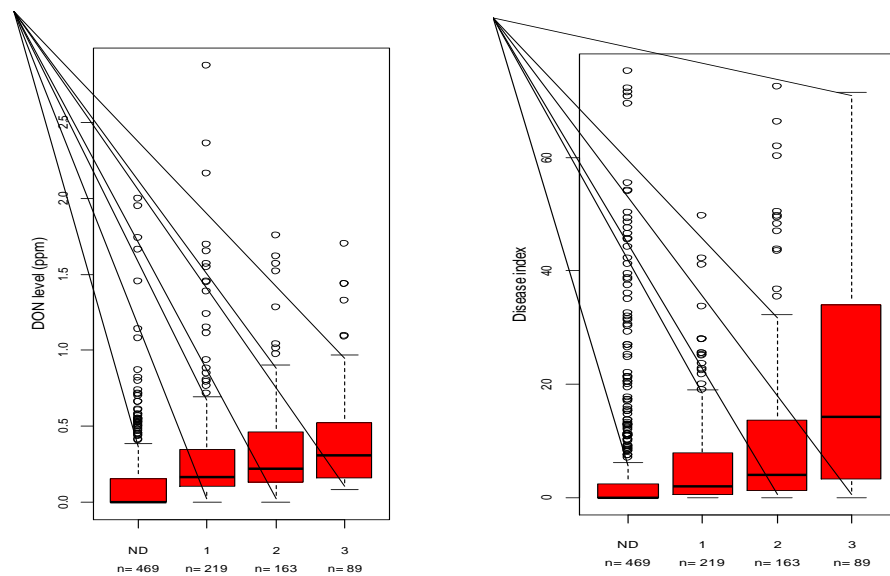 DON level (ppm)
2.5
2.0
1.5
1.0
0.5
0.0
ND 1 2 3
n= 469 n= 219 n= 163 n= 89
Disease index
60
40
20
0
ND 1 2 3
n= 469 n= 219 n= 163 n= 89